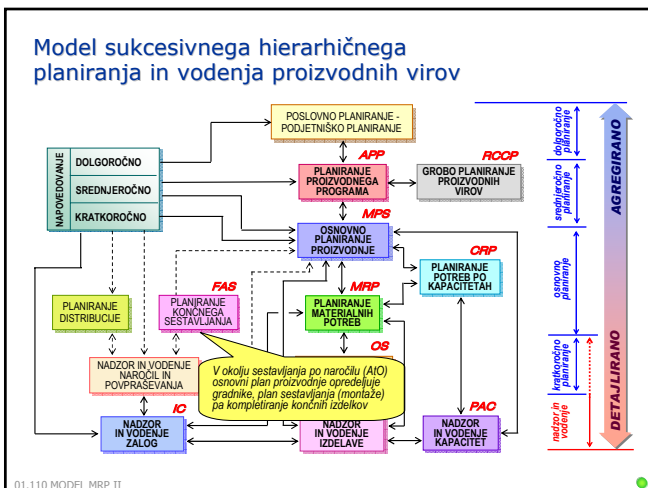 Model sukcesivnega hierarhičnega
planiranja in vodenja proizvodnih virov
POSLOVNO PLANIRANJE -
PODJETNIŠKO PLANIRANJE
NAPOVEDOVANJE
DOLGOROČNO
SREDNJEROČNO
KRATKOROČNO
APP
PLANIRANJE
PROIZVODNEGA
PROGRAMA
RCCP
GROBO PLANIRANJE
PROIZVODNIH
VIROV
MPS
OSNOVNO
PLANIRANJE
PROIZVODNJE
CRP
PLANIRANJE
POTREB PO
KAPACITETAH
FAS
PLANIRANJE
KONČNEGA
SESTAVLJANJA
MRP
PLANIRANJE
MATERIALNIH
POTREB
PLANIRANJE
DISTRIBUCIJE
OS
NADZOR IN VODENJE
NAROČIL IN
POVPRAŠEVANJA
V okolju sestavljanja po naročilu (AtO)
osnovni plan proizvodnje opredeljuje
gradnike, plan sestavljanja (montaže)
pa kompletiranje končnih izdelkov
IC
NADZOR
IN VODENJE
ZALOG
NADZOR
IN VODENJE
IZDELAVE
PAC
NADZOR
IN VODENJE
KAPACITET
dolgoročno
planiranje
srednjeročno
planiranje
osnovno
planiranje
kratkoročno
planiranje
nadzor in
vodenje
AGREGIRANO
DETAJLIRANO
01.110 MODEL MRP II